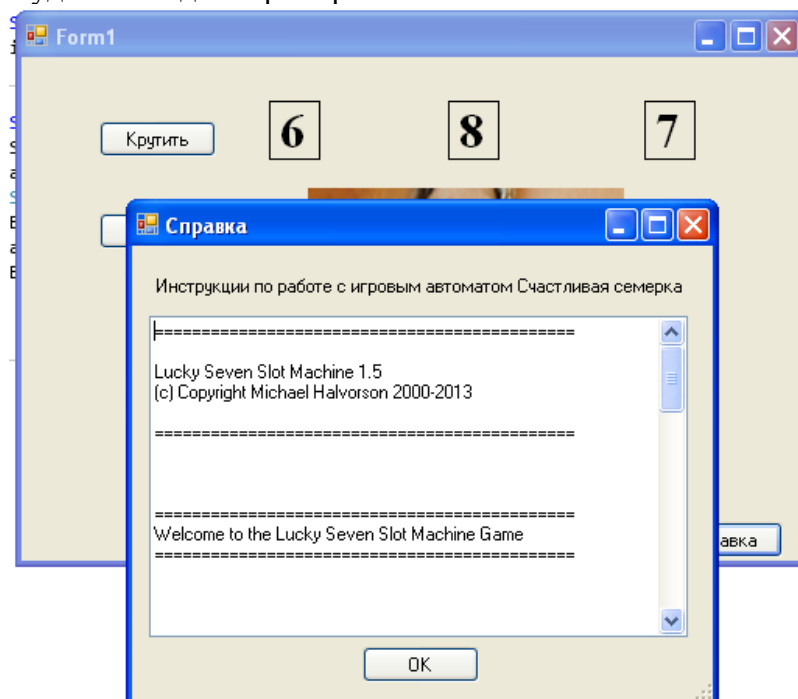 Form1
Крутить
6 8 7
Справка
Инструкции по работе с игровым автоматом Счастливая семерка
=============================================
Lucky Seven Slot Machine 1.5
(c) Copyright Michael Halvorson 2000-2013
=============================================
=============================================
Welcome to the Lucky Seven Slot Machine Game
=============================================
авка
OK